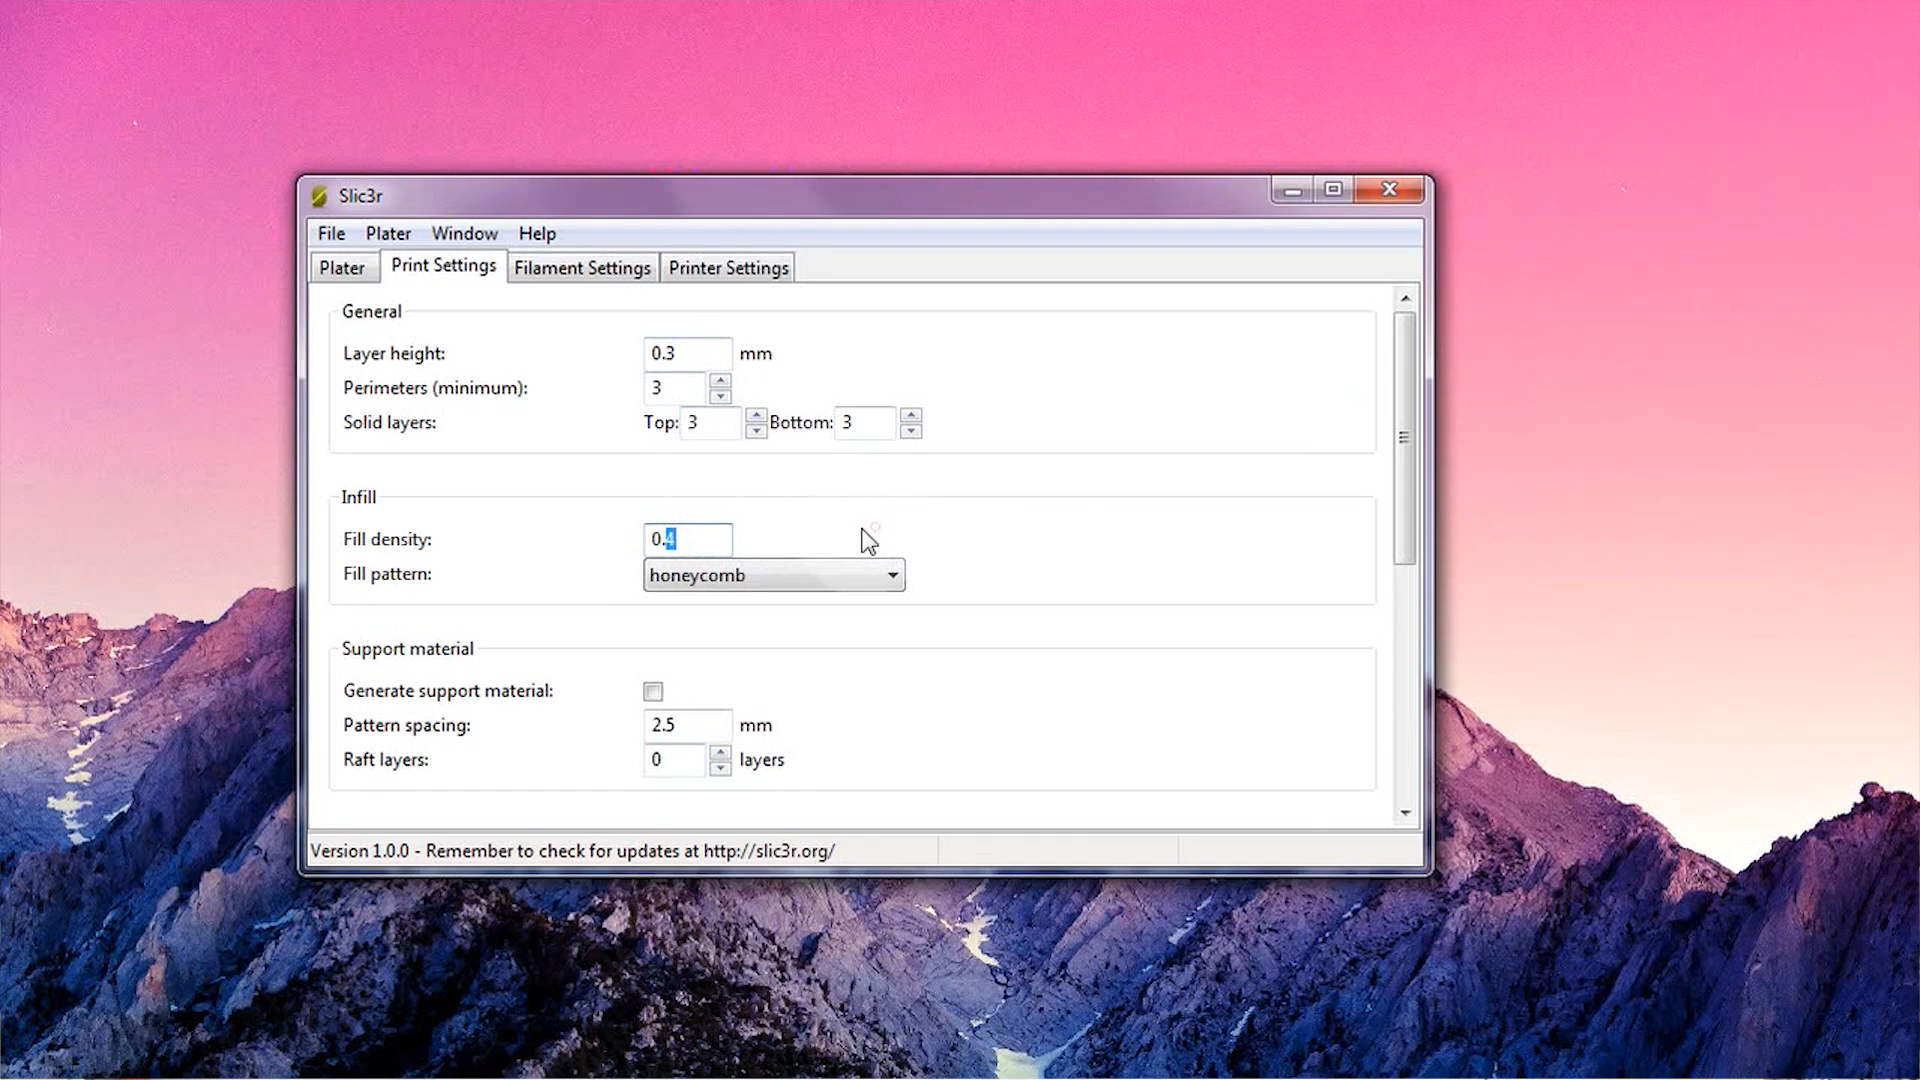 Slic3r
File Plater Window Help
Plater Print Settings Filament Settings Printer Settings
General
Layer height: 0.3 mm
Perimeters (minimum): 3
Solid layers: Top: 3 Bottom: 3
Infill
Fill density: 0.4
Fill pattern: honeycomb
Support material
Generate support material:
Pattern spacing: 2.5 mm
Raft layers: 0 layers
Version 1.0.0 - Remember to check for updates at http://slic3r.org/